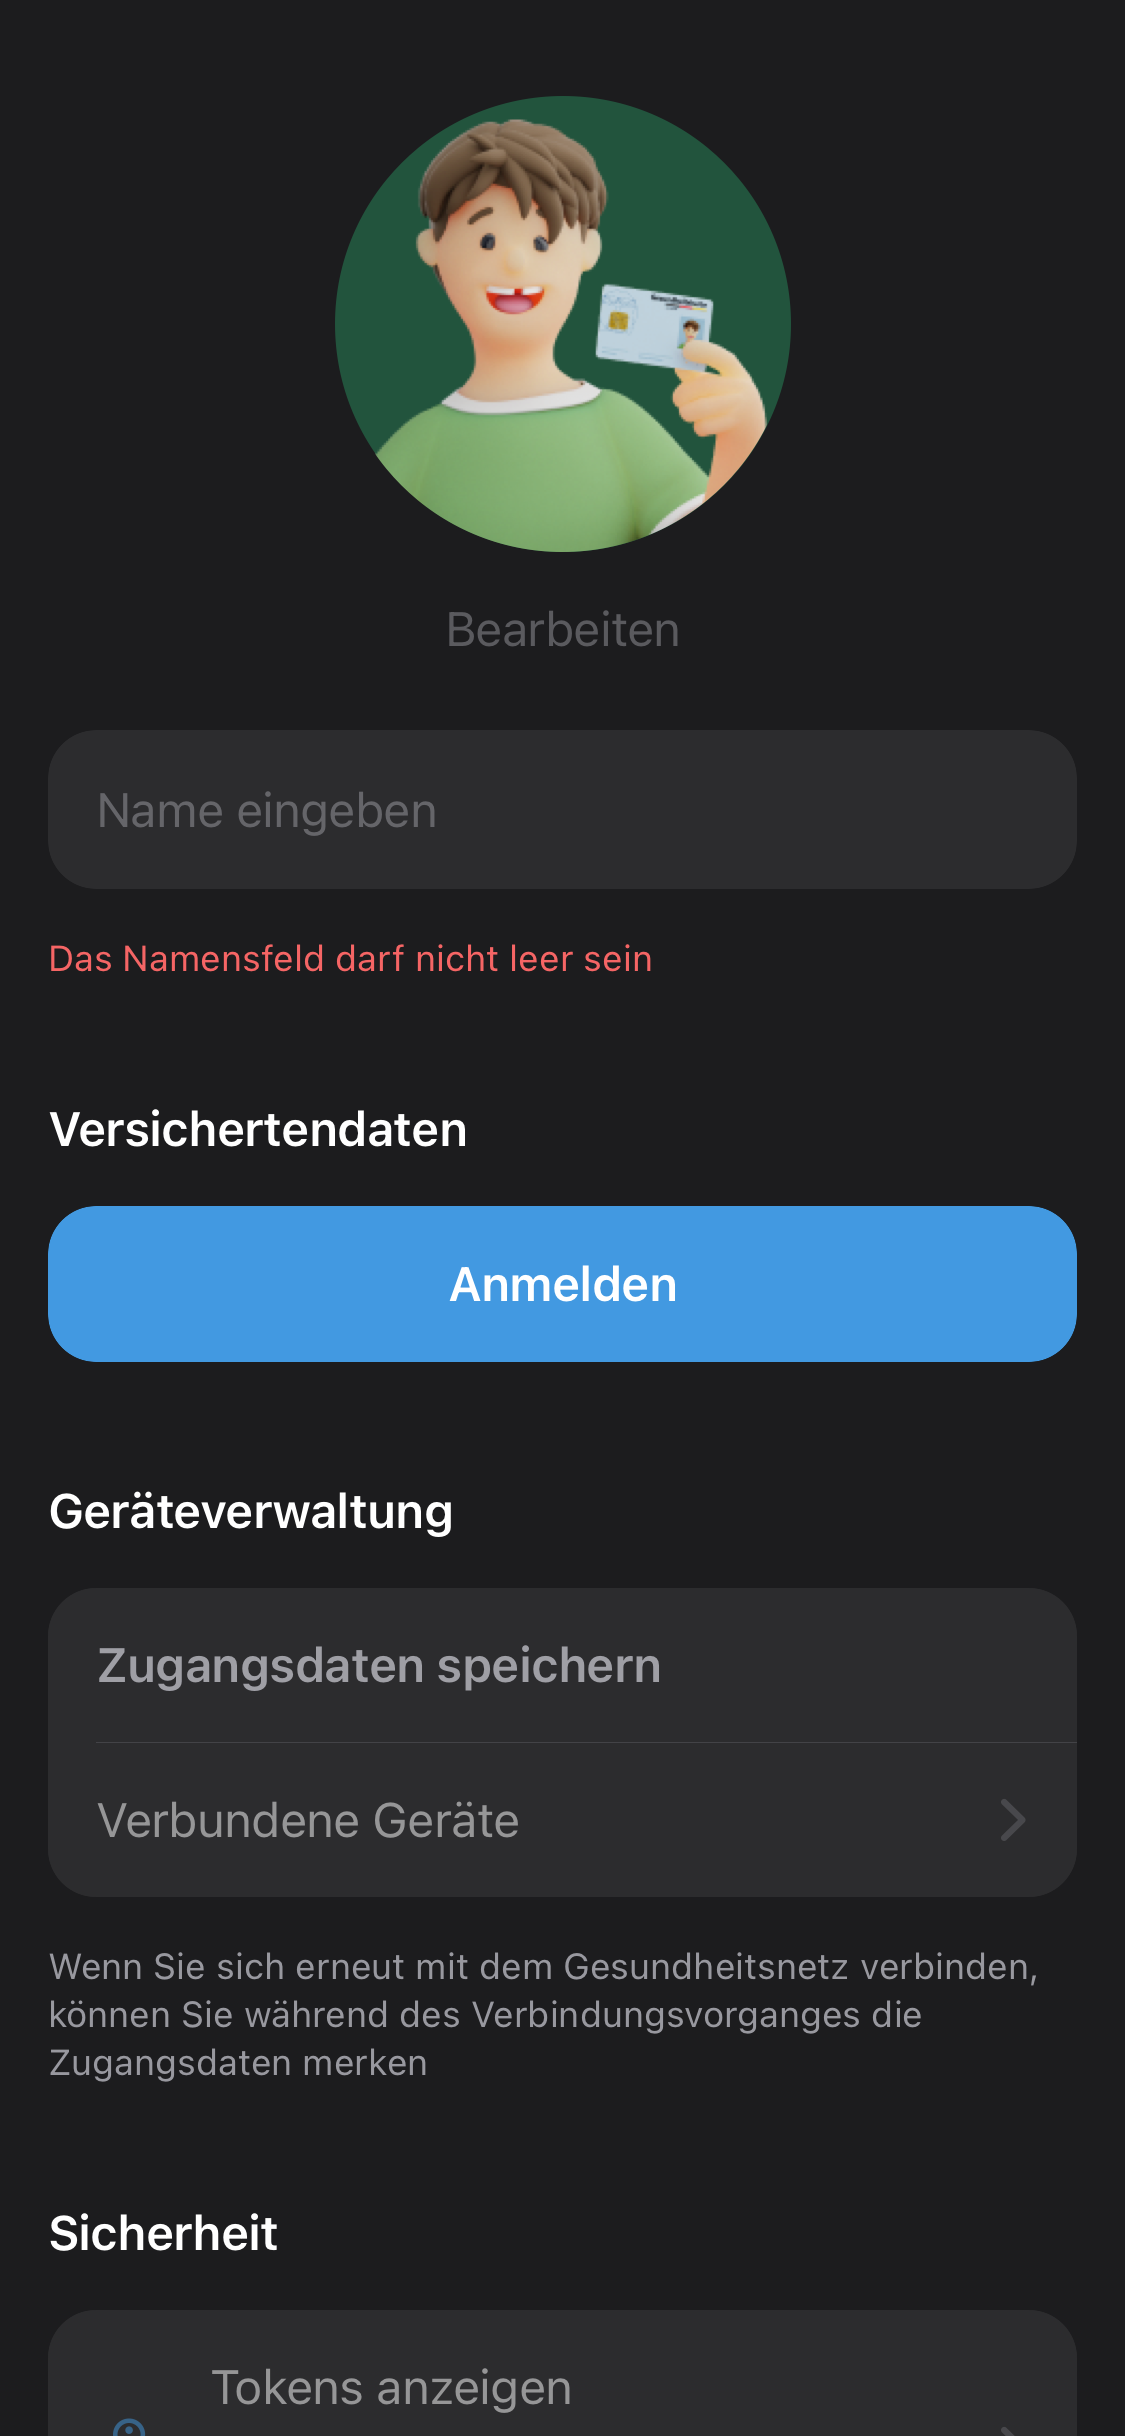 Bearbeiten
Name eingeben
Das Namensfeld darf nicht leer sein
Versichertendaten
Anmelden
Geräteverwaltung
Zugangsdaten speichern
Verbundene Geräte
Wenn Sie sich erneut mit dem Gesundheitsnetz verbinden,
können Sie während des Verbindungsvorganges die
Zugangsdaten merken
Sicherheit
Tokens anzeigen